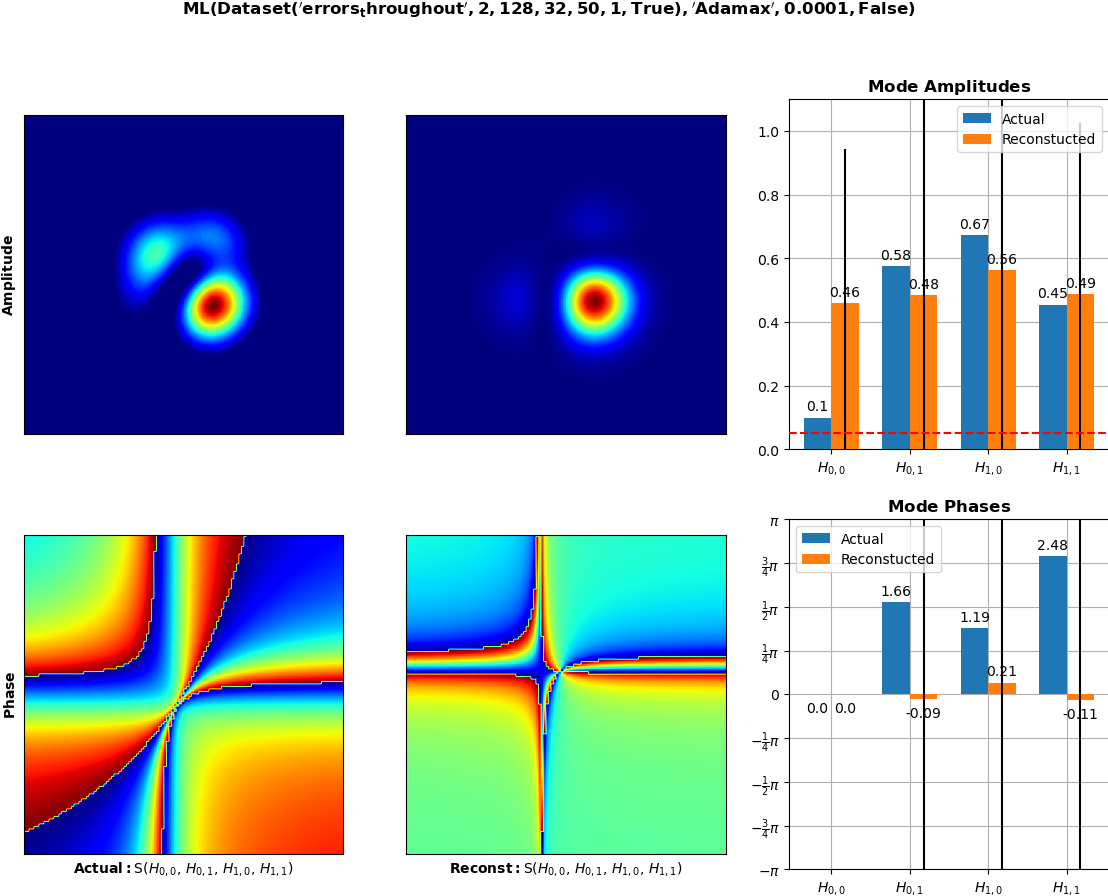 ML(Dataset('errors_throughout', 2, 128, 32, 50, 1, True), 'Adamax', 0.0001, False)
Mode Amplitudes
Actual
Reconstucted
1.0
0.8
0.6
0.4
0.2
0.0
0.1
0.46
0.58
0.48
0.67
0.56
0.45
0.49
H0,0
H0,1
H1,0
H1,1
Amplitude
Mode Phases
Actual
Reconstucted
π
3/4π
1/2π
1/4π
0
−1/4π
−1/2π
−3/4π
−π
0.0
0.0
1.66
-0.09
1.19
0.21
2.48
-0.11
H0,0
H0,1
H1,0
H1,1
Phase
Actual: S(H0,0, H0,1, H1,0, H1,1)
Reconst: S(H0,0, H0,1, H1,0, H1,1)